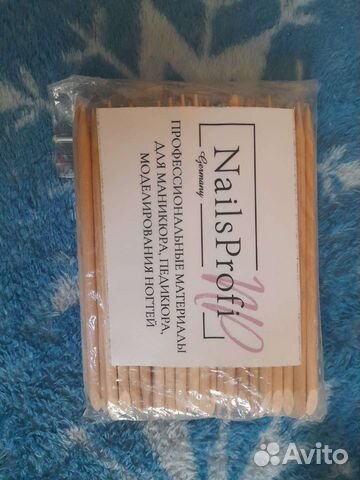 NailsProfi
Germany
ПРОФЕССИОНАЛЬНЫЕ МАТЕРИАЛЫ
ДЛЯ МАНИКЮРА, ПЕДИКЮРА,
МОДЕЛИРОВАНИЯ НОГТЕЙ
Avito